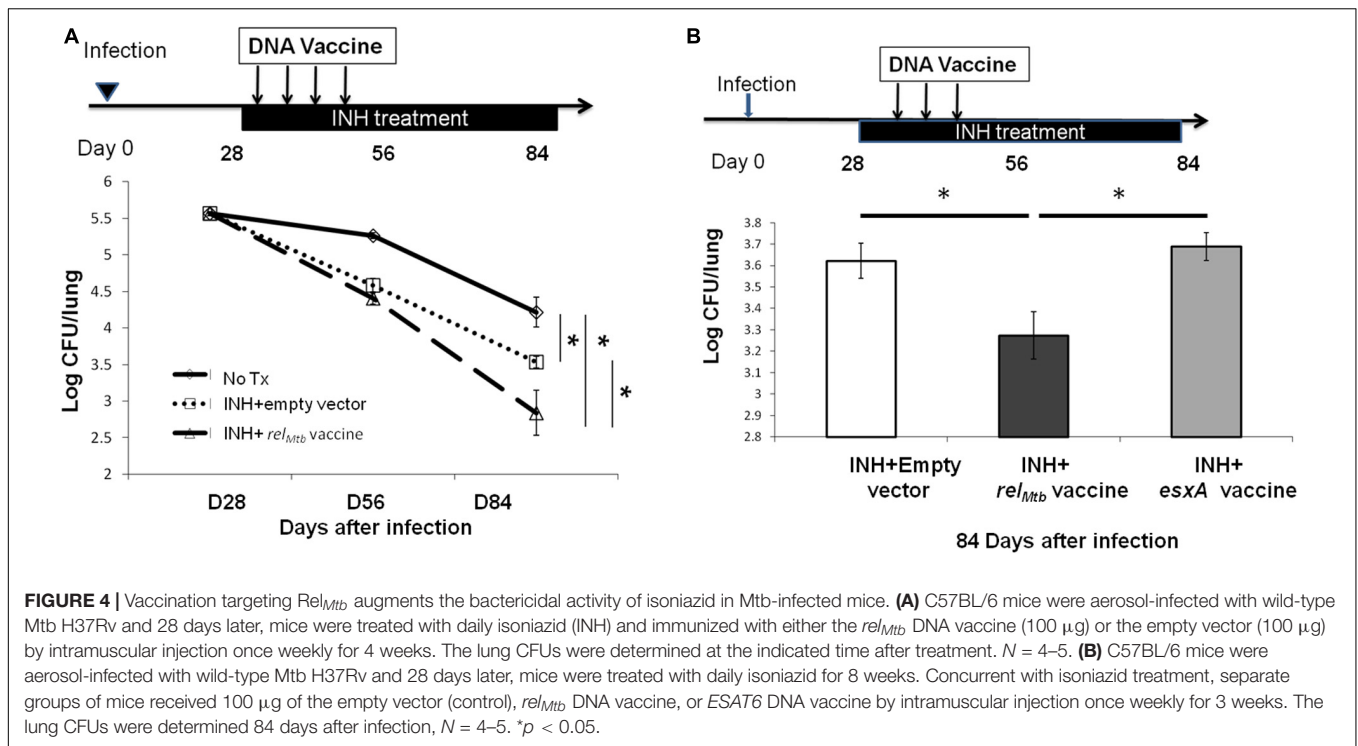 A
Infection
DNA Vaccine
INH treatment
Day 0 28 56 84
Log CFU/lung
6
5.5
5
4.5
4
3.5
3
2.5
2
No Tx
INH+empty vector
INH+ relMtb vaccine
*
*
*
D28 D56 D84
Days after infection
B
Infection
DNA Vaccine
INH treatment
Day 0 28 56 84
* *
Log CFU/lung
3.8
3.7
3.6
3.5
3.4
3.3
3.2
3.1
3
2.9
2.8
INH+Empty vector
INH+ relMtb vaccine
INH+ esxA vaccine
84 Days after infection
FIGURE 4 | Vaccination targeting RelMtb augments the bactericidal activity of isoniazid in Mtb-infected mice. (A) C57BL/6 mice were aerosol-infected with wild-type
Mtb H37Rv and 28 days later, mice were treated with daily isoniazid (INH) and immunized with either the relMtb DNA vaccine (100 μg) or the empty vector (100 μg)
by intramuscular injection once weekly for 4 weeks. The lung CFUs were determined at the indicated time after treatment. N = 4–5. (B) C57BL/6 mice were
aerosol-infected with wild-type Mtb H37Rv and 28 days later, mice were treated with daily isoniazid for 8 weeks. Concurrent with isoniazid treatment, separate
groups of mice received 100 μg of the empty vector (control), relMtb DNA vaccine, or ESAT6 DNA vaccine by intramuscular injection once weekly for 3 weeks. The
lung CFUs were determined 84 days after infection, N = 4–5. *p < 0.05.